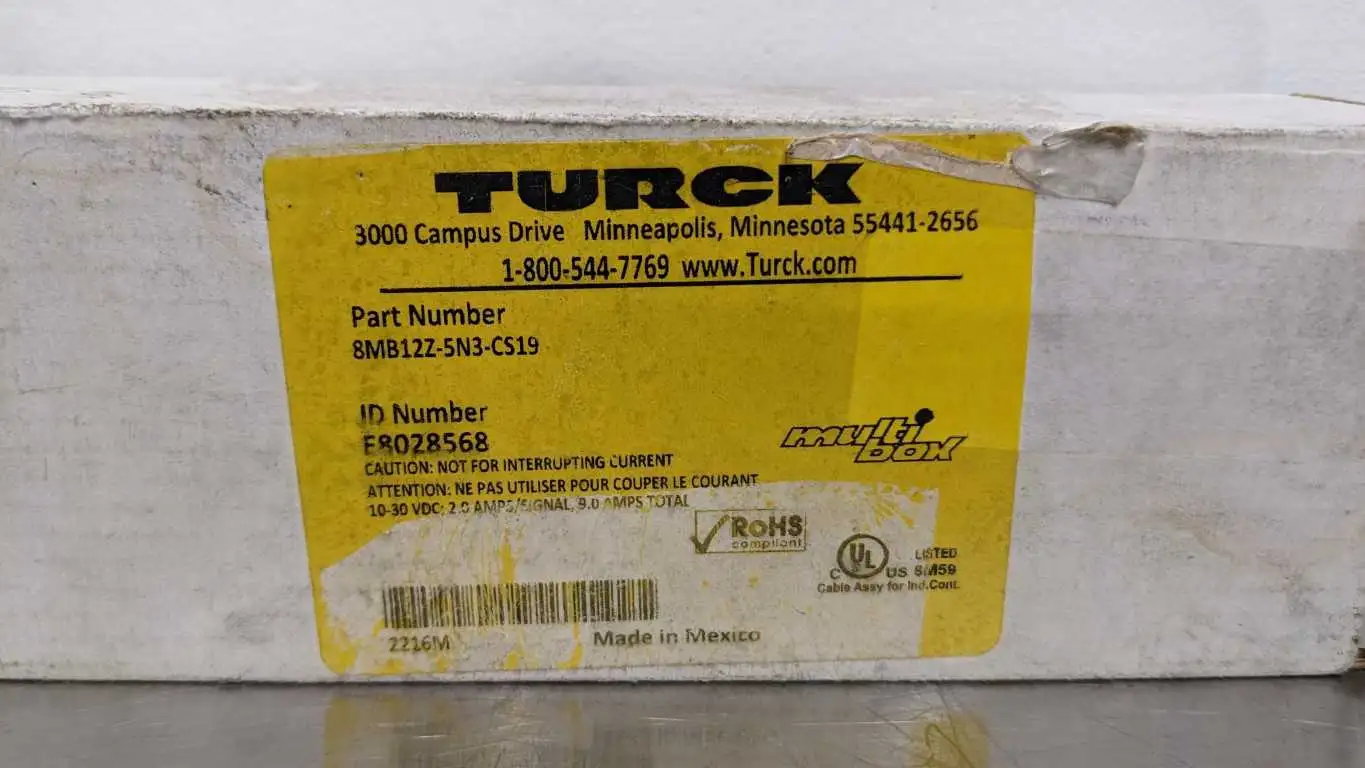 TURCK
3000 Campus Drive Minneapolis, Minnesota 55441-2656
1-800-544-7769 www.Turck.com
Part Number
8MB12Z-5N3-CS19
ID Number
E8028568
multi box
CAUTION: NOT FOR INTERRUPTING CURRENT
ATTENTION: NE PAS UTILISER POUR COUPER LE COURANT
10-30 VDC; 2.0 AMPS/SIGNAL, 9.0 AMPS TOTAL
RoHS
compliant
C UL US LISTED 8M59
Cable Assy for Ind.Cont.
2216M
Made in Mexico